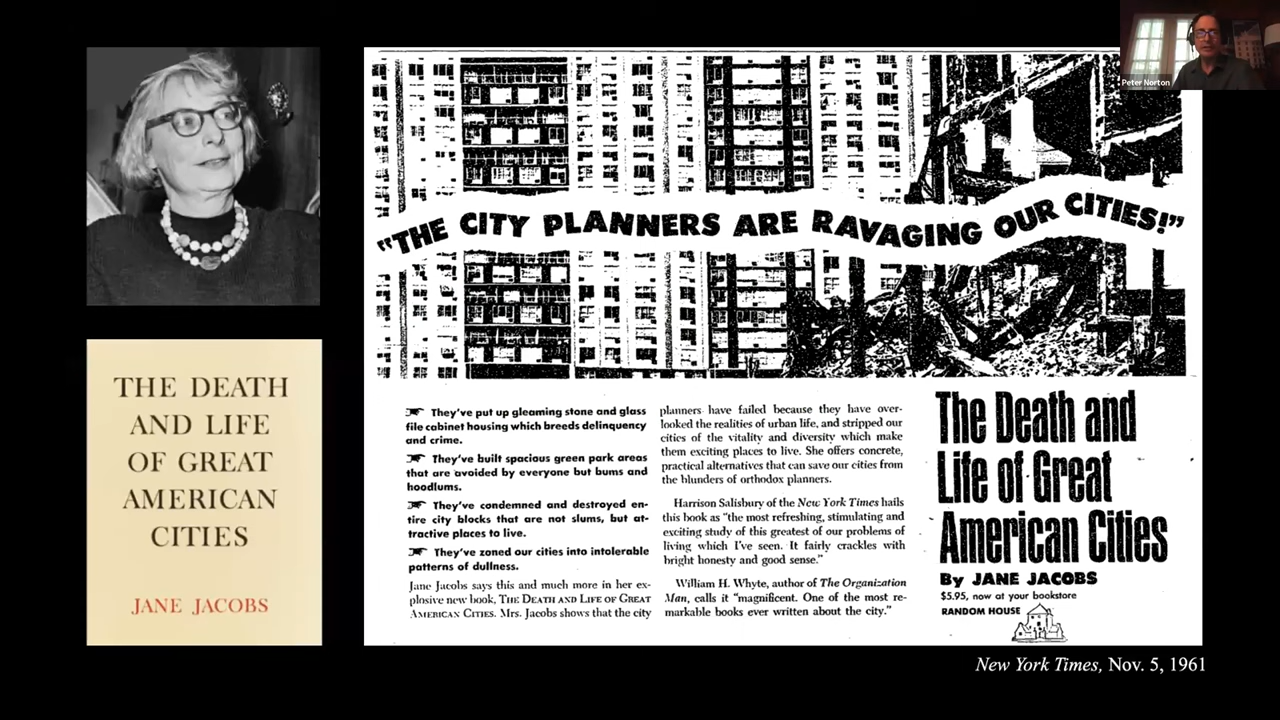 Peter Norton
"THE CITY PLANNERS ARE RAVAGING OUR CITIES!"
THE DEATH
AND LIFE
OF GREAT
AMERICAN
CITIES
JANE JACOBS
They've put up gleaming stone and glass
file cabinet housing which breeds delinquency
and crime.
They've built spacious green park areas
that are avoided by everyone but bums and
hoodlums.
They've condemned and destroyed en-
tire city blocks that are not slums, but at-
tractive places to live.
They've zoned our cities into intolerable
patterns of dullness.
Jane Jacobs says this and much more in her ex-
plosive new book, THE DEATH AND LIFE OF GREAT
AMERICAN CITIES. Mrs. Jacobs shows that the city
planners have failed because they have over-
looked the realities of urban life, and stripped our
cities of the vitality and diversity which make
them exciting places to live. She offers concrete,
practical alternatives that can save our cities from
the blunders of orthodox planners.
Harrison Salisbury of the New York Times hails
this book as "the most refreshing, stimulating and
exciting study of this greatest of our problems of
living which I've seen. It fairly crackles with
bright honesty and good sense."
William H. Whyte, author of The Organization
Man, calls it "magnificent. One of the most re-
markable books ever written about the city."
The Death and
Life of Great
American Cities
By JANE JACOBS
$5.95, now at your bookstore
RANDOM HOUSE
New York Times, Nov. 5, 1961